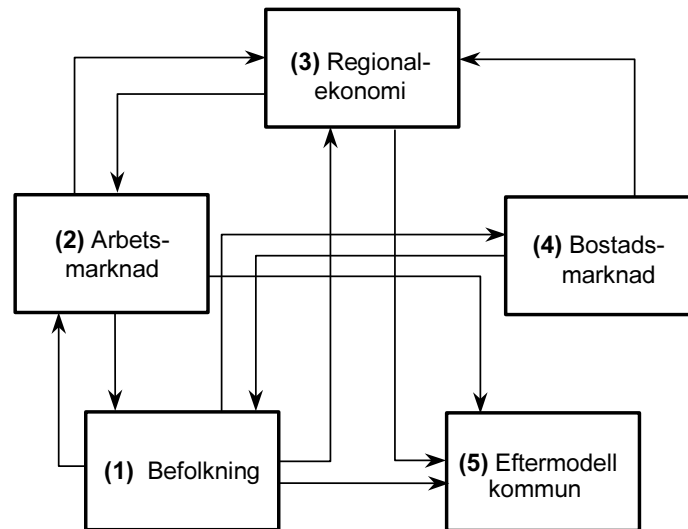 (3) Regional-
ekonomi
(2) Arbets-
marknad
(4) Bostads-
marknad
(1) Befolkning
(5) Eftermodell
kommun